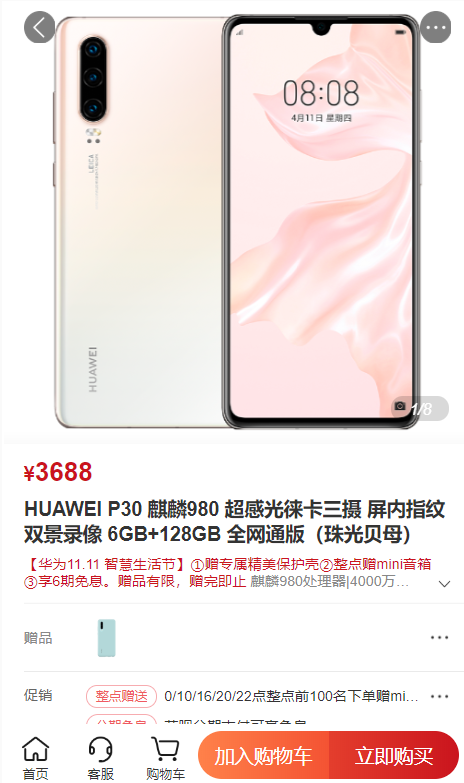 08:08
4月11日 星期四
LEICA
HUAWEI
1/8
¥3688
HUAWEI P30 麒麟980 超感光徕卡三摄 屏内指纹
双景录像 6GB+128GB 全网通版（珠光贝母）
【华为11.11 智慧生活节】①赠专属精美保护壳②整点赠mini音箱
③享6期免息。赠品有限，赠完即止 麒麟980处理器|4000万…
赠品
促销
整点赠送 0/10/16/20/22点整点前100名下单赠mi…
首页
客服
购物车
加入购物车
立即购买